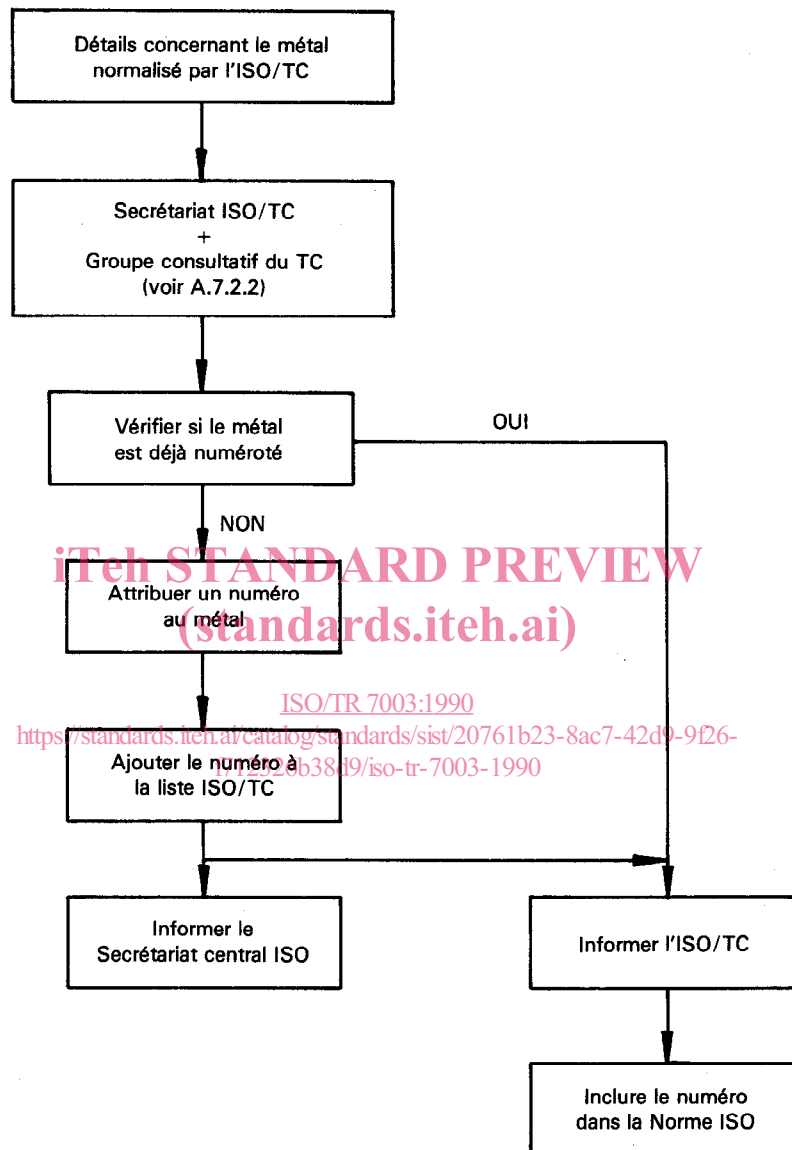 Détails concernant le métal
normalisé par l'ISO/TC
Secrétariat ISO/TC
+
Groupe consultatif du TC
(voir A.7.2.2)
Vérifier si le métal
est déjà numéroté
OUI
NON
iTeh STANDARD PREVIEW
Attribuer un numéro
au métal
(standards.iteh.ai)
ISO/TR 7003:1990
https://standards.iteh.ai/catalog/standards/sist/20761b23-8ac7-42d9-9f26-
Ajouter le numéro à
la liste ISO/TC
Informer le
Secrétariat central ISO
Informer l'ISO/TC
Inclure le numéro
dans la Norme ISO